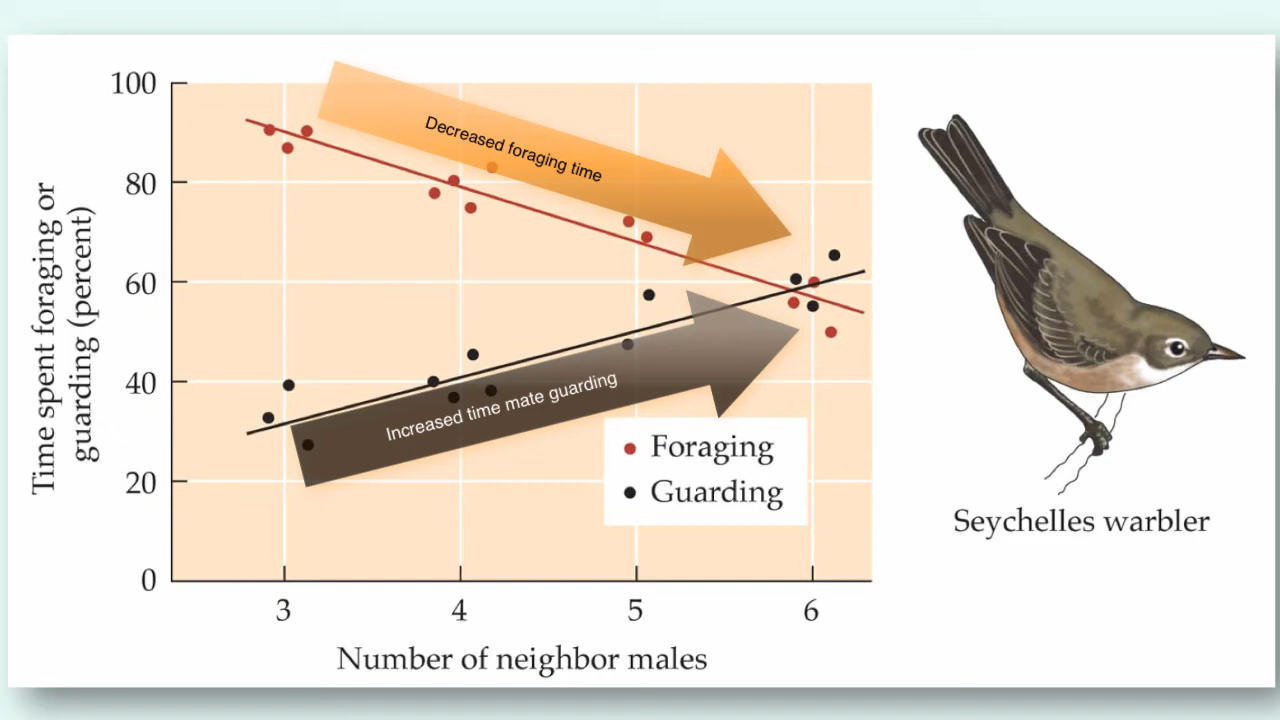 100
80
60
40
20
0
Time spent foraging or
guarding (percent)
Decreased foraging time
Increased time mate guarding
Foraging
Guarding
3 4 5 6
Number of neighbor males
Seychelles warbler